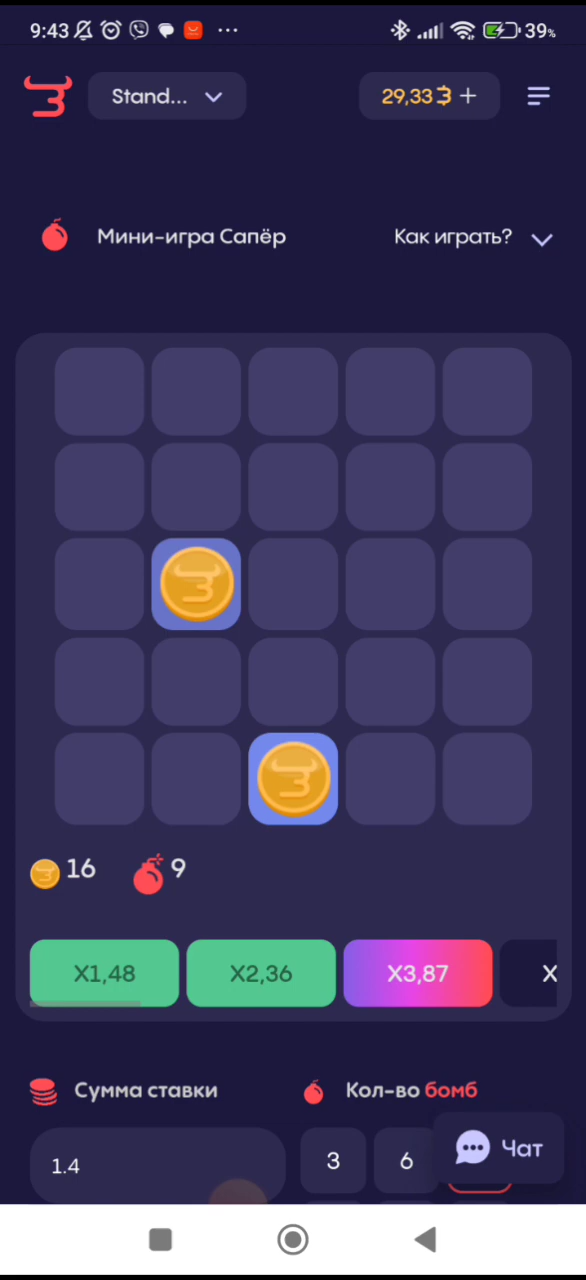 9:43
39%
Stand...
29,33 +
Мини-игра Сапёр
Как играть?
16
9
X1,48
X2,36
X3,87
X
Сумма ставки
Кол-во бомб
1.4
3
6
Чат